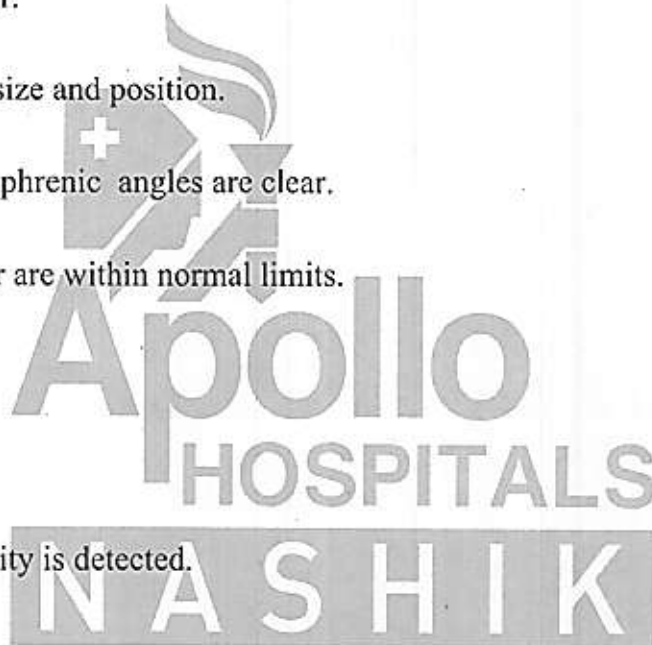 size and position.
phrenic angles are clear.
r are within normal limits.
Apollo
HOSPITALS
ity is detected.
NASHIK